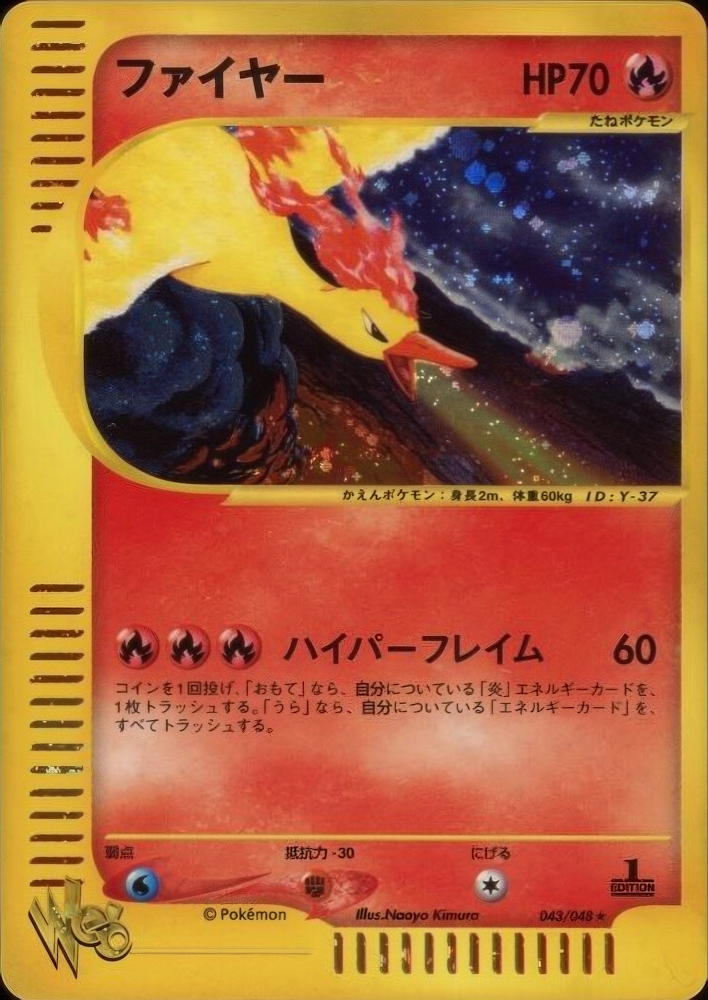 ファイヤー HP70
たねポケモン
かえんポケモン：身長2m、体重60kg ID:Y-37
ハイパーフレイム 60
コインを1回投げ、「おもて」なら、自分についている「炎」エネルギーカードを、
1枚トラッシュする。「うら」なら、自分についている「エネルギーカード」を、
すべてトラッシュする。
弱点 抵抗力-30 にげる
1
EDITION
Web
© Pokémon Illus.Naoyo Kimura 043/048★